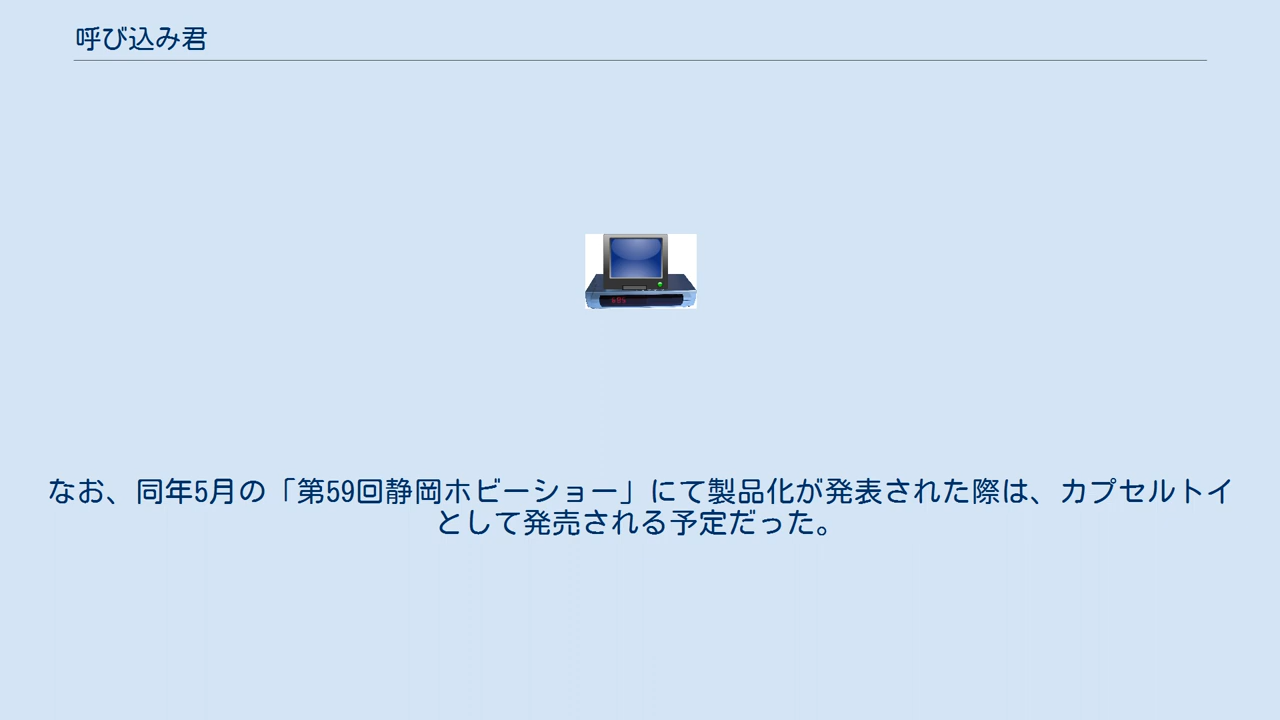 呼び込み君
なお、同年5月の「第59回静岡ホビーショー」にて製品化が発表された際は、カプセルトイ
として発売される予定だった。